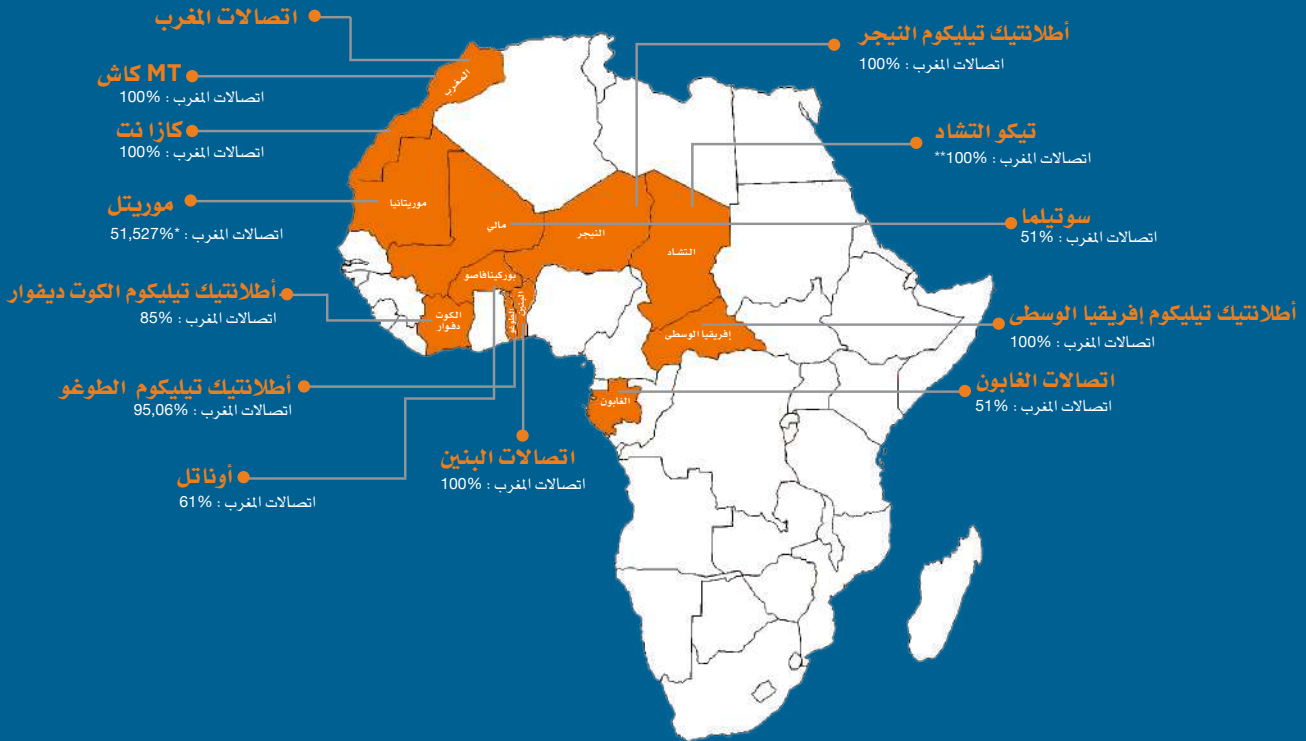 اتصالات المغرب
MT كاش
اتصالات المغرب : %100
كازا نت
اتصالات المغرب : %100
موريتل
اتصالات المغرب : *%51,527
أطلانتيك تيليكوم الكوت ديفوار
اتصالات المغرب : %85
أطلانتيك تيليكوم الطوغو
اتصالات المغرب : %95,06
أوناتل
اتصالات المغرب : %61
اتصالات البنين
اتصالات المغرب : %100
أطلانتيك تيليكوم النيجر
اتصالات المغرب : %100
تيكو التشاد
اتصالات المغرب : %100**
سوتيلما
اتصالات المغرب : %51
أطلانتيك تيليكوم إفريقيا الوسطى
اتصالات المغرب : %100
اتصالات الغابون
اتصالات المغرب : %51
المغرب
موريتانيا
مالي
النيجر
التشاد
بوركينافاصو
البنين
الطوغو
الكوت
دفوار
إفريقيا الوسطى
الغابون